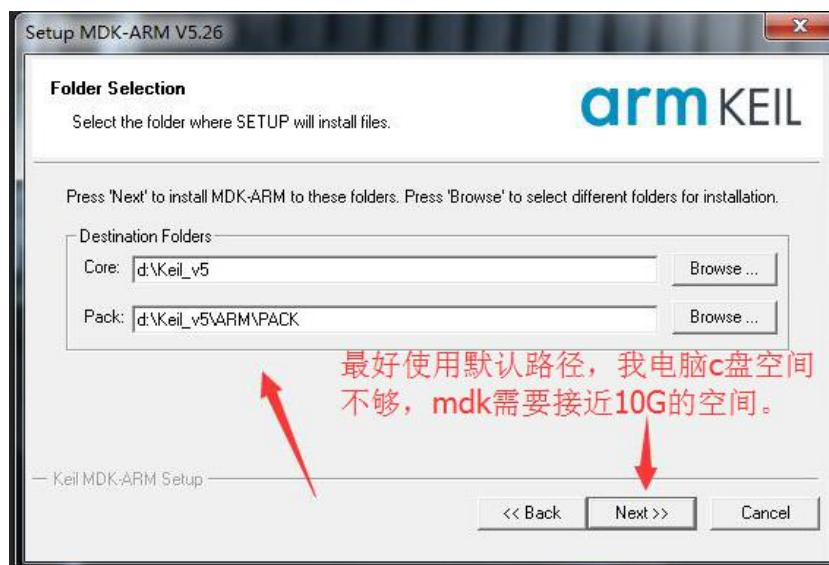 Setup MDK-ARM V5.26
Folder Selection
Select the folder where SETUP will install files.
arm KEIL
Press 'Next' to install MDK-ARM to these folders. Press 'Browse' to select different folders for installation.
Destination Folders
Core: d:\Keil_v5 Browse ...
Pack: d:\Keil_v5\ARM\PACK Browse ...
最好使用默认路径，我电脑c盘空间
不够，mdk需要接近10G的空间。
Keil MDK-ARM Setup
<< Back Next >> Cancel